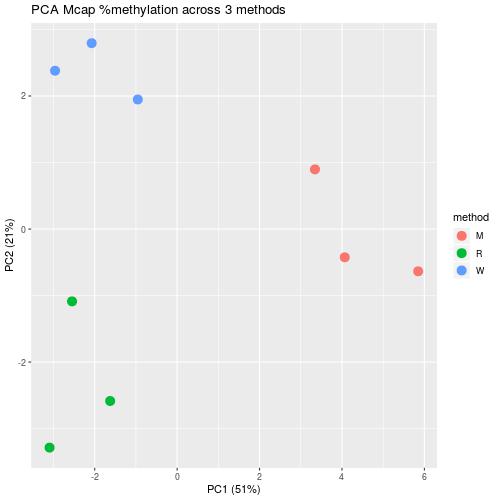 PCA Mcap %methylation across 3 methods
2
0
-2
PC2 (21%)
-2
0
2
4
6
PC1 (51%)
method
M
R
W